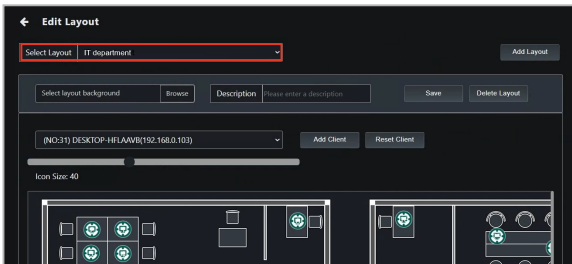 Edit Layout
Select Layout IT department
Add Layout
Select layout background Browse Description Please enter a description Save Delete Layout
(NO:31) DESKTOP-HFLAAVB(192.168.0.103) Add Client Reset Client
Icon Size: 40